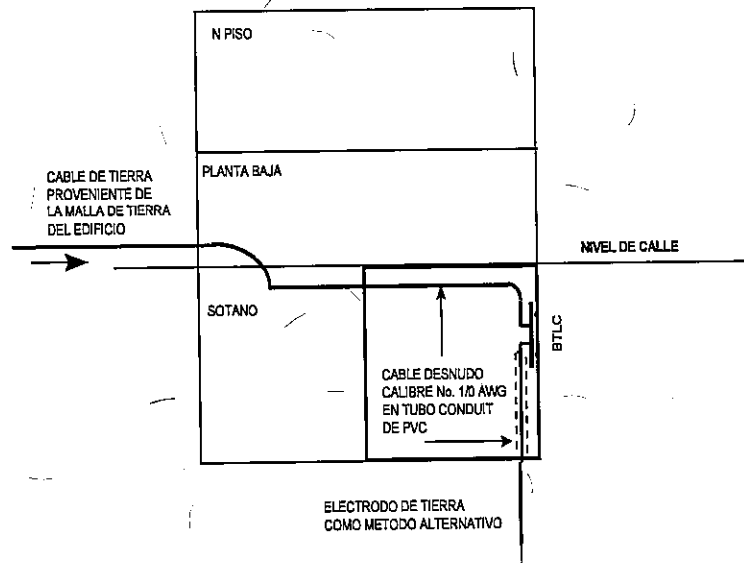 N PISO
CABLE DE TIERRA
PROVENIENTE DE
LA MALLA DE TIERRA
DEL EDIFICIO
PLANTA BAJA
NIVEL DE CALLE
SOTANO
BTLC
CABLE DESNUDO
CALIBRE No. 1/0 AWG
EN TUBO CONDUIT
DE PVC
ELECTRODO DE TIERRA
COMO METODO ALTERNATIVO